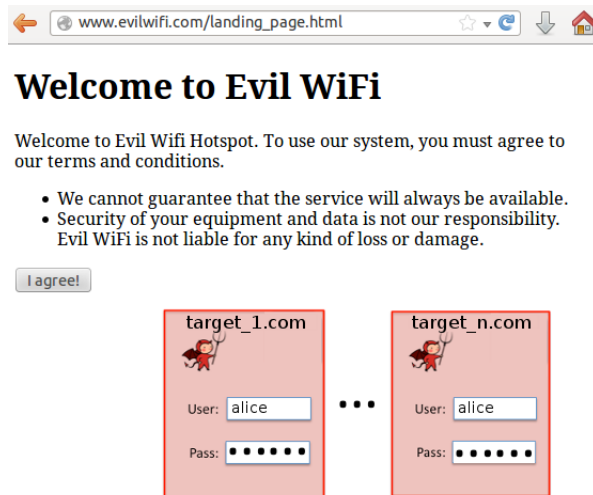 www.evilwifi.com/landing_page.html
Welcome to Evil WiFi
Welcome to Evil Wifi Hotspot. To use our system, you must agree to
our terms and conditions.
• We cannot guarantee that the service will always be available.
• Security of your equipment and data is not our responsibility.
Evil WiFi is not liable for any kind of loss or damage.
I agree!
target_1.com
User: alice
Pass: ••••••
...
target_n.com
User: alice
Pass: ••••••